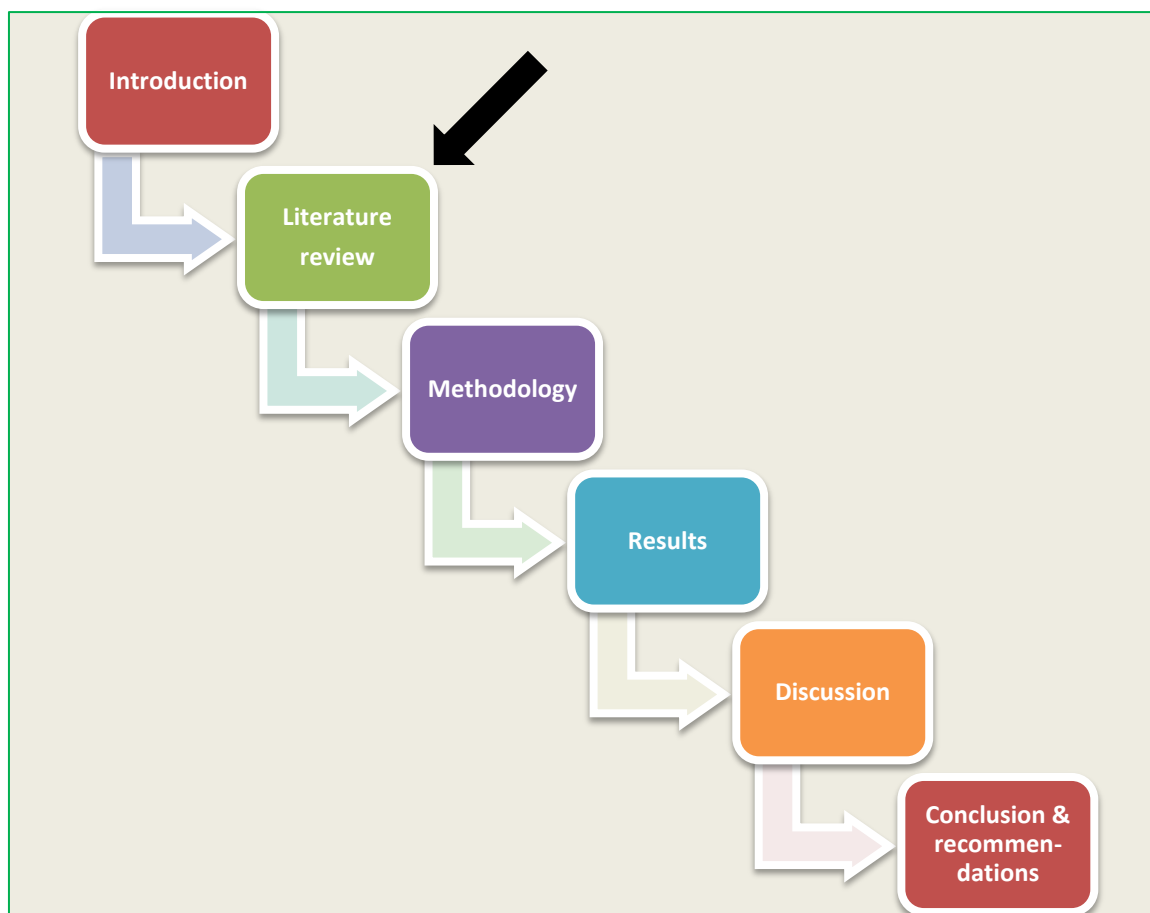 Introduction
Literature
review
Methodology
Results
Discussion
Conclusion &
recommen-
dations